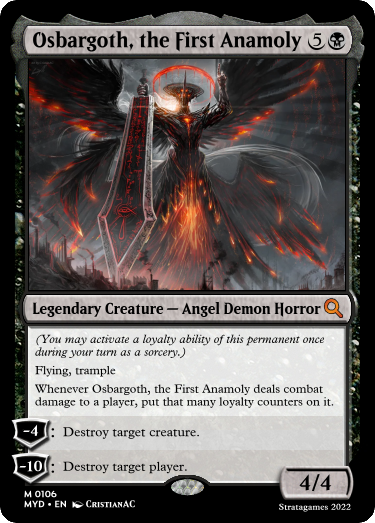 Osbargoth, the First Anamoly 5
Legendary Creature — Angel Demon Horror
(You may activate a loyalty ability of this permanent once
during your turn as a sorcery.)
Flying, trample
Whenever Osbargoth, the First Anamoly deals combat
damage to a player, put that many loyalty counters on it.
-4: Destroy target creature.
-10: Destroy target player.
4/4
M 0106
MYD • EN CristianAC
Stratagames 2022